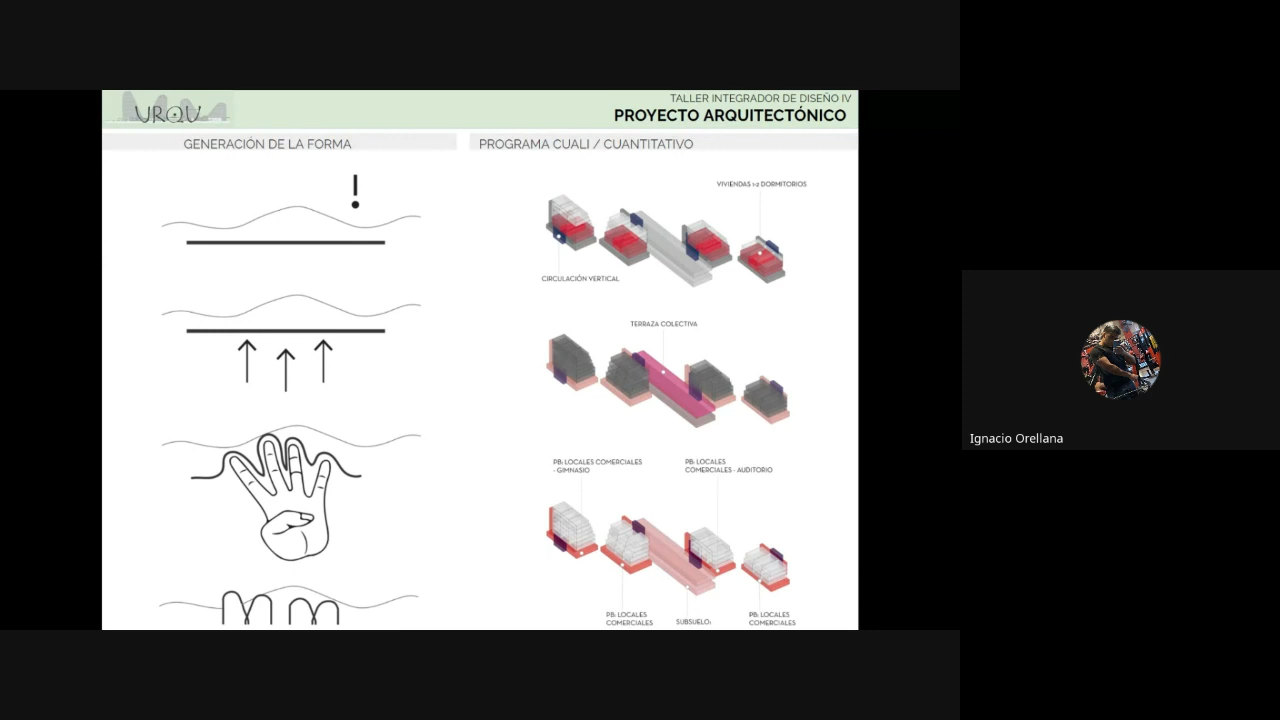 URQU
TALLER INTEGRADOR DE DISEÑO IV
PROYECTO ARQUITECTÓNICO
GENERACIÓN DE LA FORMA
PROGRAMA CUALI / CUANTITATIVO
!
VIVIENDAS 1-2 DORMITORIOS
CIRCULACIÓN VERTICAL
TERRAZA COLECTIVA
PB: LOCALES COMERCIALES
- GIMNASIO
PB: LOCALES
COMERCIALES - AUDITORIO
PB: LOCALES
COMERCIALES
SUBSUELO:
PB: LOCALES
COMERCIALES
Ignacio Orellana